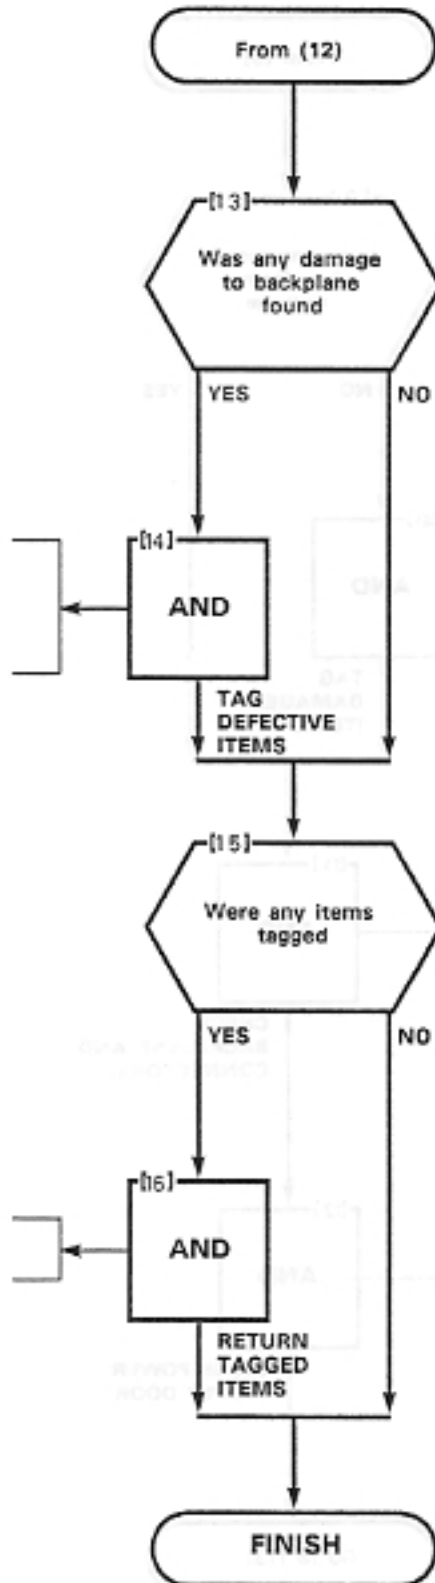 From (12)
[13]
Was any damage
to backplane
found
YES
NO
[14]
AND
TAG
DEFECTIVE
ITEMS
[15]
Were any items
tagged
YES
NO
[16]
AND
RETURN
TAGGED
ITEMS
FINISH